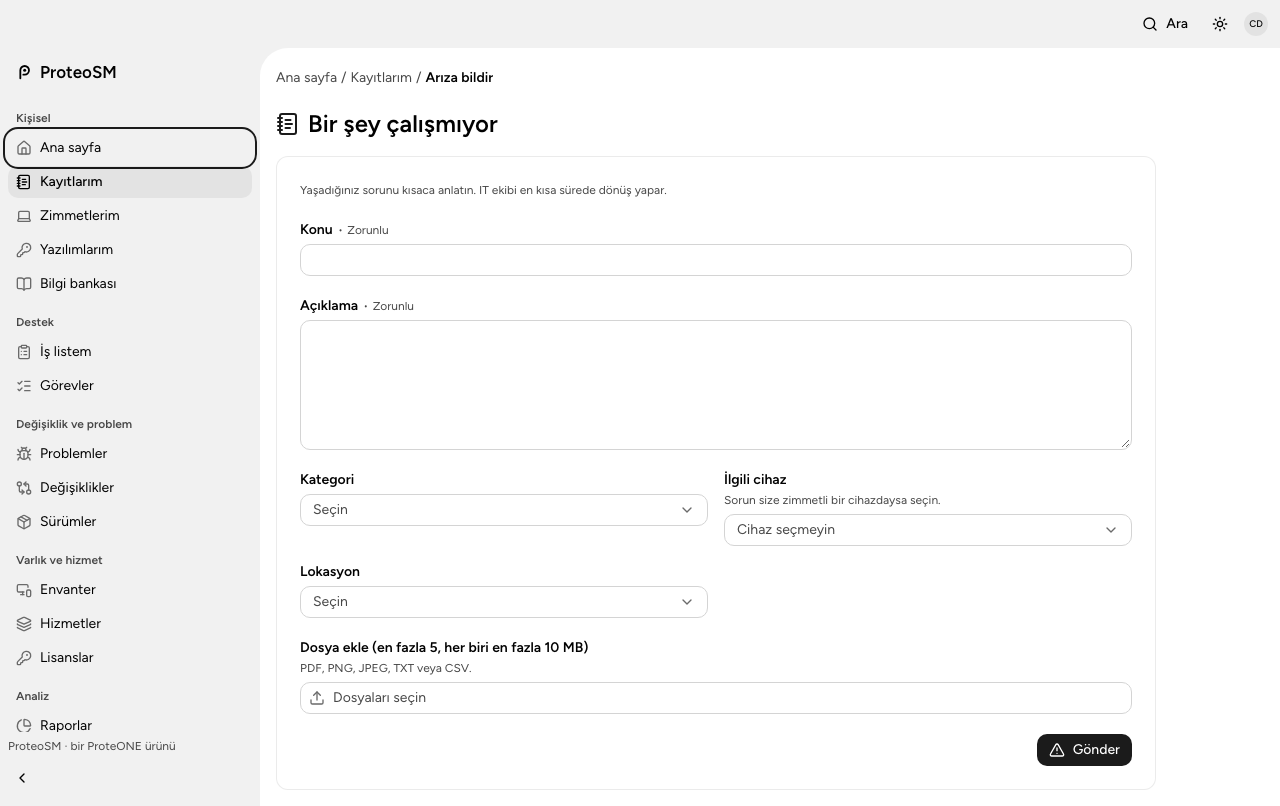 Ara
CD
ProteoSM
Kişisel
Ana sayfa
Kayıtlarım
Zimmetlerim
Yazılımlarım
Bilgi bankası
Destek
İş listem
Görevler
Değişiklik ve problem
Problemler
Değişiklikler
Sürümler
Varlık ve hizmet
Envanter
Hizmetler
Lisanslar
Analiz
Raporlar
ProteoSM · bir ProteONE ürünü
Ana sayfa / Kayıtlarım / Arıza bildir
Bir şey çalışmıyor
Yaşadığınız sorunu kısaca anlatın. IT ekibi en kısa sürede dönüş yapar.
Konu • Zorunlu
Açıklama • Zorunlu
Kategori
Seçin
İlgili cihaz
Sorun size zimmetli bir cihazdaysa seçin.
Cihaz seçmeyin
Lokasyon
Seçin
Dosya ekle (en fazla 5, her biri en fazla 10 MB)
PDF, PNG, JPEG, TXT veya CSV.
Dosyaları seçin
Gönder